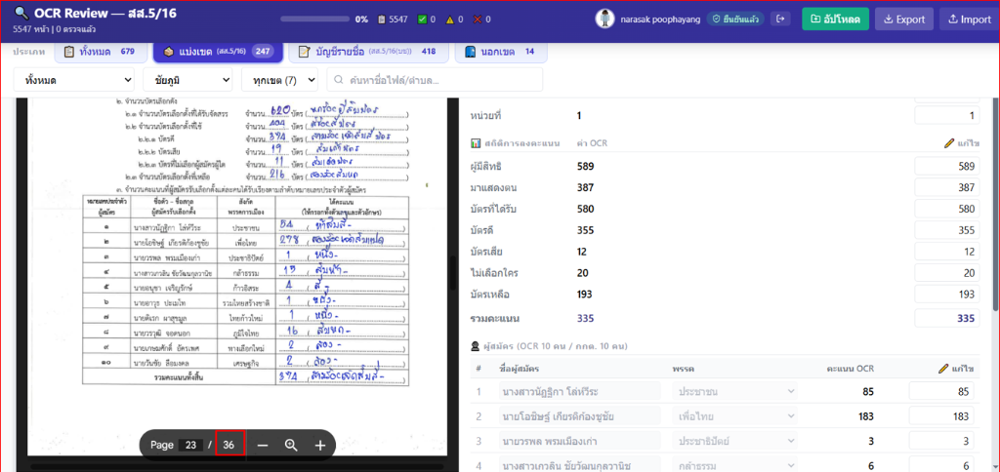 OCR Review — สส.5/16
5547 หน้า | 0 ตรวจแล้ว
0% 5547 0 0 0
narasak poophayang ยืนยันแล้ว อัปโหลด Export Import
ประเภท ทั้งหมด 679 แบ่งเขต (สส.5/16) 247 บัญชีรายชื่อ (สส.5/16(บช)) 418 นอกเขต 14
ทั้งหมด ชัยภูมิ ทุกเขต (7) ค้นหาชื่อไฟล์/ตำบล...
๒. จำนวนบัตรเลือกตั้ง
๒.๑ จำนวนบัตรเลือกตั้งที่ได้รับจัดสรร จำนวน 620 บัตร (หกร้อยยี่สิบบัตร)
๒.๒ จำนวนบัตรเลือกตั้งที่ใช้ จำนวน 404 บัตร (สี่ร้อยสี่บัตร)
๒.๒.๑ บัตรดี จำนวน 374 บัตร (สามร้อยเจ็ดสิบสี่บัตร)
๒.๒.๒ บัตรเสีย จำนวน 19 บัตร (สิบเก้าบัตร)
๒.๒.๓ บัตรที่ไม่เลือกผู้สมัครผู้ใด จำนวน 11 บัตร (สิบเอ็ดบัตร)
๒.๓ จำนวนบัตรเลือกตั้งที่เหลือ จำนวน 216 บัตร (สองร้อยสิบหก)
๓. จำนวนคะแนนที่ผู้สมัครรับเลือกตั้งแต่ละคนได้รับเรียงตามลำดับหมายเลขประจำตัวผู้สมัคร
หมายเลขประจำตัวผู้สมัคร ชื่อตัว - ชื่อสกุล ผู้สมัครรับเลือกตั้ง สังกัดพรรคการเมือง ได้คะแนน (ให้กรอกทั้งตัวเลขและตัวอักษร)
๑ นางสาวนัฏฐิกา โล่ห์วีระ ประชาชน 54 (ห้าสิบสี่-)
๒ นายโอชิษฐ์ เกียรติก้องชูชัย เพื่อไทย 278 (สองร้อยเจ็ดสิบแปด)
๓ นายวรพล พรมเมืองเก่า ประชาธิปัตย์ 1 (หนึ่ง-)
๔ นางสาวเกวลิน ชัยวัฒนกุลวานิช กล้าธรรม 15 (สิบห้า-)
๕ นายอนุชา เจริญรักษ์ ก้าวอิสระ 4 (สี่-)
๖ นายอาวุธ ปะเมโท รวมไทยสร้างชาติ 1 (หนึ่ง-)
๗ นายดิเรก ผาสุขมูล ไทยก้าวใหม่ 1 (หนึ่ง-)
๘ นายวรวุฒิ จอดนอก ภูมิใจไทย 16 (สิบหก-)
๙ นายเกษมศักดิ์ อัครเทศ ทางเลือกใหม่ 2 (สอง-)
๑๐ นายวันชัย ลือมงคล เศรษฐกิจ 2 (สอง-)
รวมคะแนนทั้งสิ้น 374 (สามร้อยเจ็ดสิบสี่-)
Page 23 / 36
หน่วยที่ 1 1
สถิติการลงคะแนน ค่า OCR แก้ไข
ผู้มีสิทธิ 589 589
มาแสดงตน 387 387
บัตรที่ได้รับ 580 580
บัตรดี 355 355
บัตรเสีย 12 12
ไม่เลือกใคร 20 20
บัตรเหลือ 193 193
รวมคะแนน 335 335
ผู้สมัคร (OCR 10 คน / กกต. 10 คน)
# ชื่อผู้สมัคร พรรค คะแนน OCR แก้ไข
1 นางสาวนัฏฐิกา โล่ห์วีระ ประชาชน 85 85
2 นายโอชิษฐ์ เกียรติก้องชูชัย เพื่อไทย 183 183
3 นายวรพล พรมเมืองเก่า ประชาธิปัตย์ 3 3
4 นางสาวเกวลิน ชัยวัฒนกุลวานิช กล้าธรรม 6 6